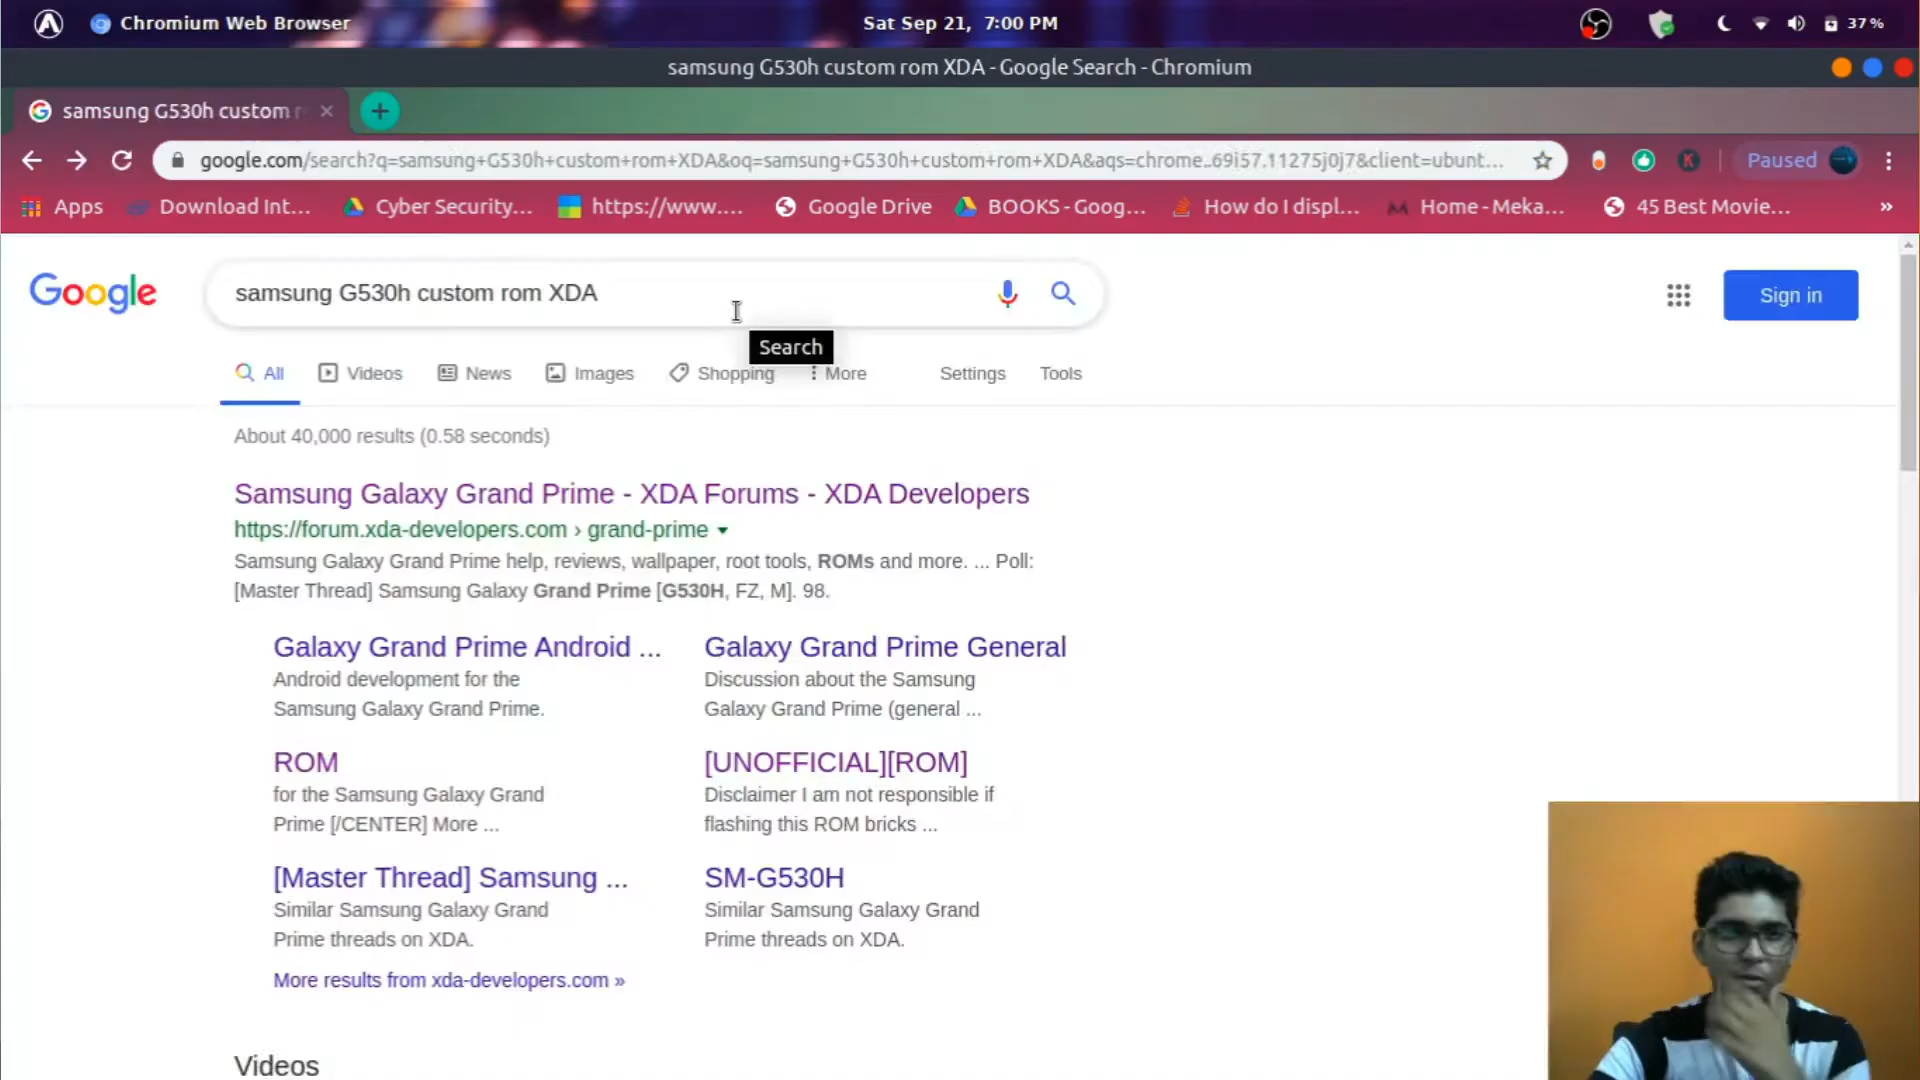 Chromium Web Browser
Sat Sep 21, 7:00 PM
37 %
samsung G530h custom rom XDA - Google Search - Chromium
samsung G530h custom r
google.com/search?q=samsung+G530h+custom+rom+XDA&oq=samsung+G530h+custom+rom+XDA&aqs=chrome..69i57.11275j0j7&client=ubunt...
K
Paused
Apps
Download Int...
Cyber Security...
https://www....
Google Drive
BOOKS - Goog...
How do I displ...
Home - Meka...
45 Best Movie...
»
Google
samsung G530h custom rom XDA
Sign in
Search
All
Videos
News
Images
Shopping
More
Settings
Tools
About 40,000 results (0.58 seconds)
Samsung Galaxy Grand Prime - XDA Forums - XDA Developers
https://forum.xda-developers.com › grand-prime
Samsung Galaxy Grand Prime help, reviews, wallpaper, root tools, ROMs and more. ... Poll:
[Master Thread] Samsung Galaxy Grand Prime [G530H, FZ, M]. 98.
Galaxy Grand Prime Android ...
Android development for the
Samsung Galaxy Grand Prime.
Galaxy Grand Prime General
Discussion about the Samsung
Galaxy Grand Prime (general ...
ROM
for the Samsung Galaxy Grand
Prime [/CENTER] More ...
[UNOFFICIAL][ROM]
Disclaimer I am not responsible if
flashing this ROM bricks ...
[Master Thread] Samsung ...
Similar Samsung Galaxy Grand
Prime threads on XDA.
SM-G530H
Similar Samsung Galaxy Grand
Prime threads on XDA.
More results from xda-developers.com »
Videos